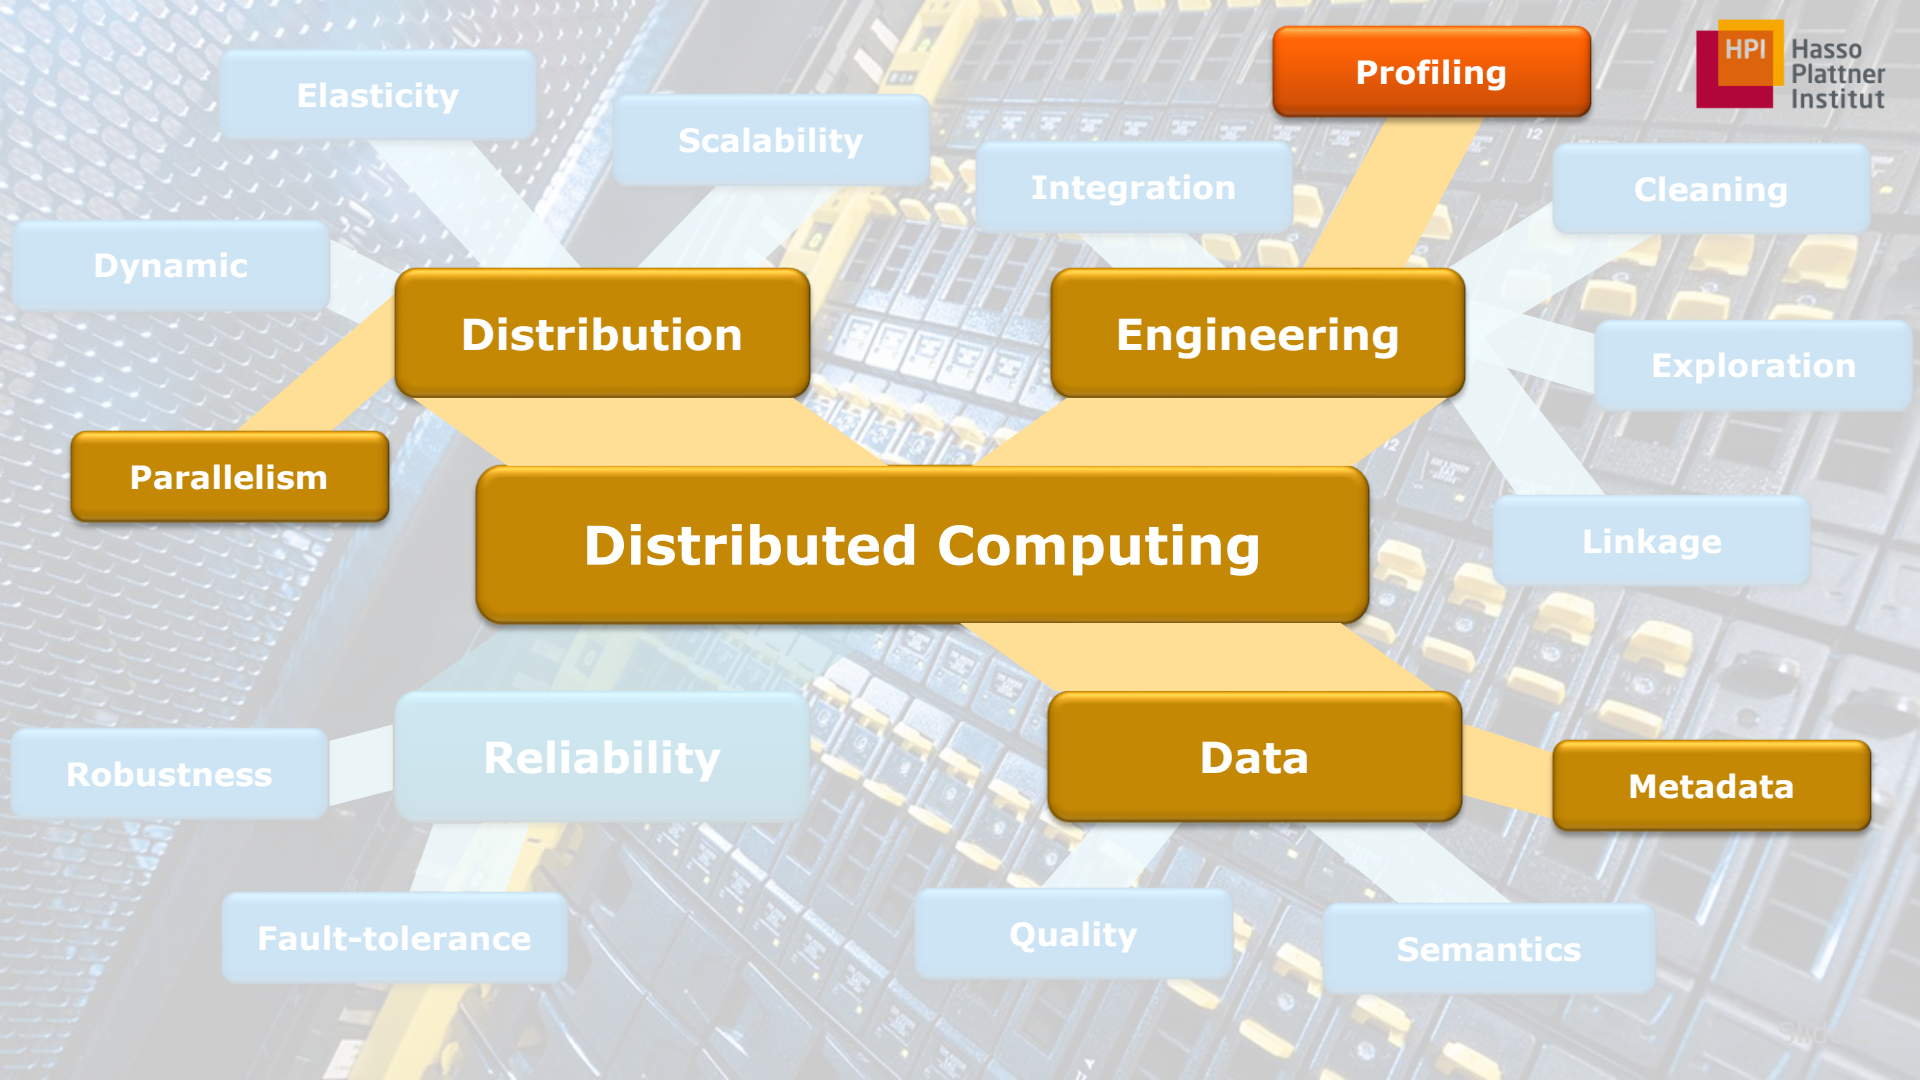 Profiling
HPI Hasso
Plattner
Institut
Elasticity
Scalability
Integration
Cleaning
Dynamic
Distribution
Engineering
Exploration
Parallelism
Distributed Computing
Linkage
Reliability
Data
Robustness
Metadata
Fault-tolerance
Quality
Semantics